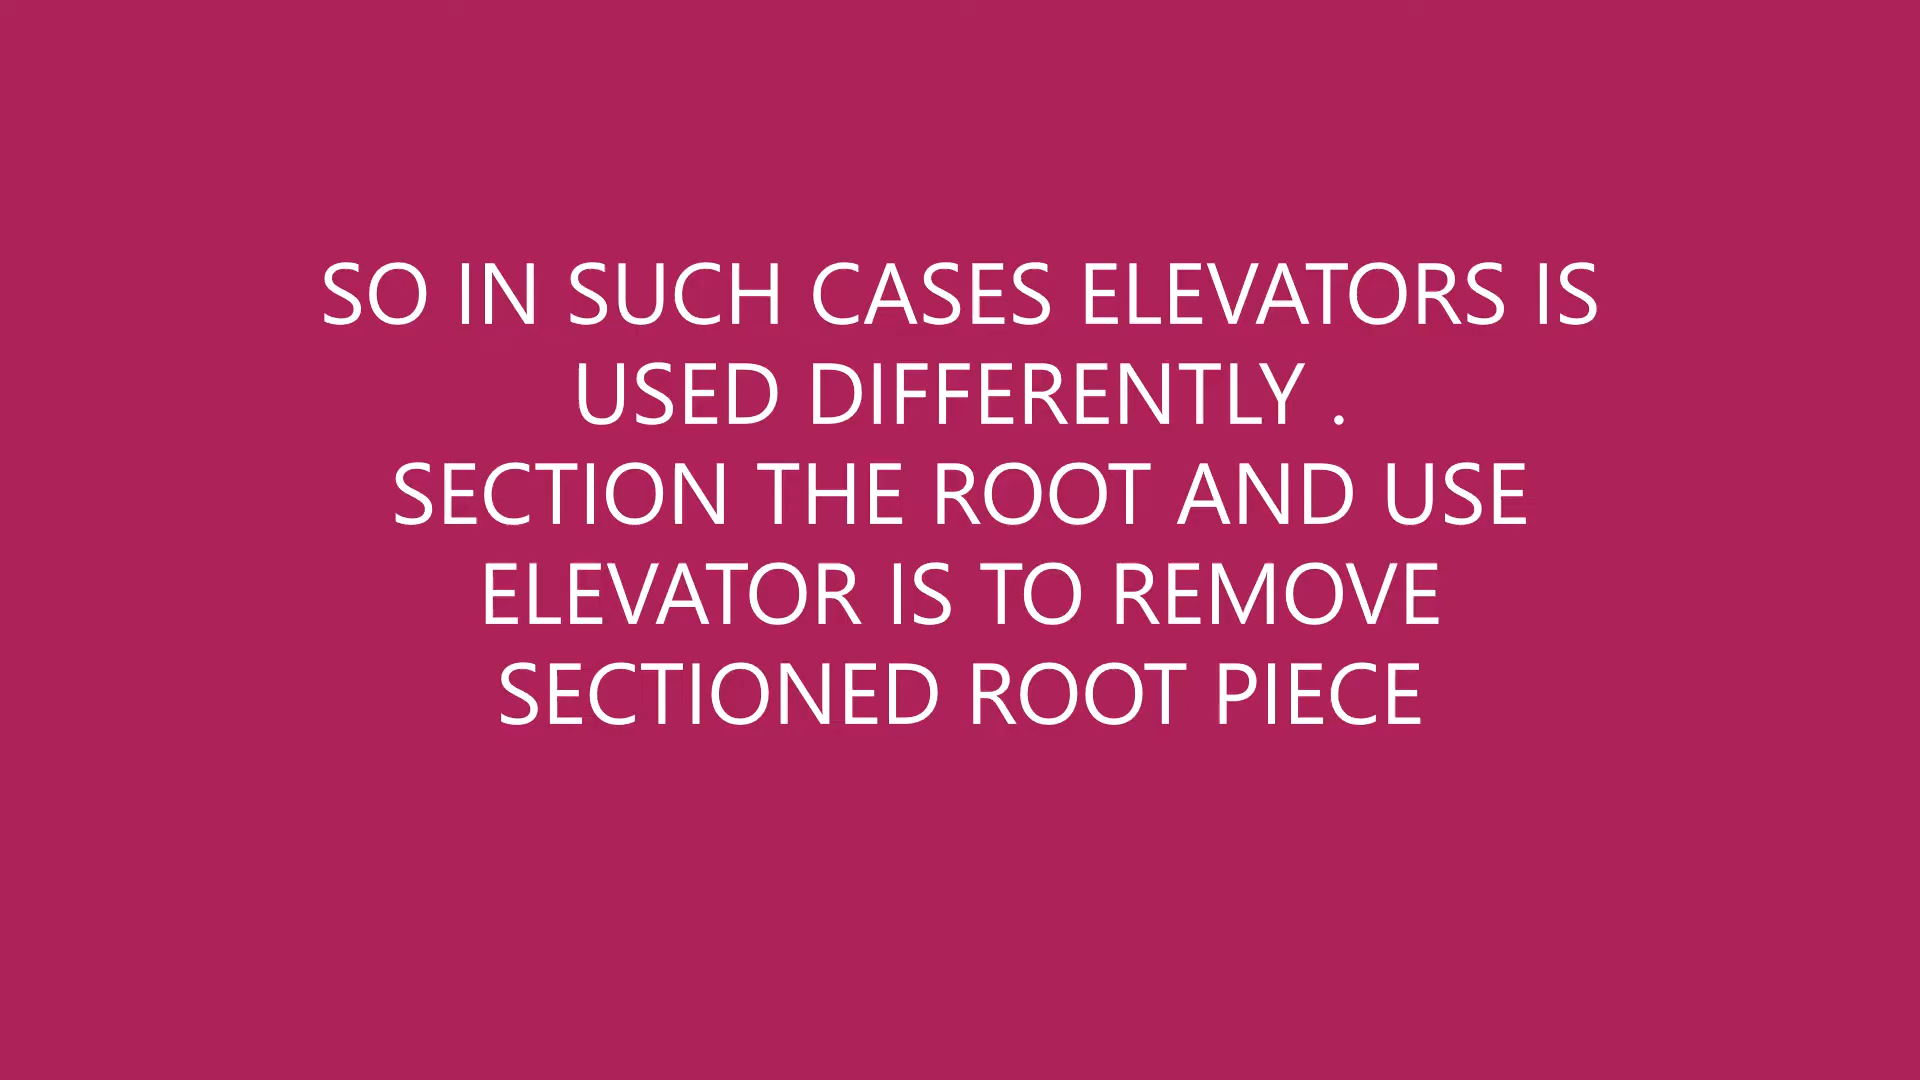 SO IN SUCH CASES ELEVATORS IS
USED DIFFERENTLY .
SECTION THE ROOT AND USE
ELEVATOR IS TO REMOVE
SECTIONED ROOT PIECE